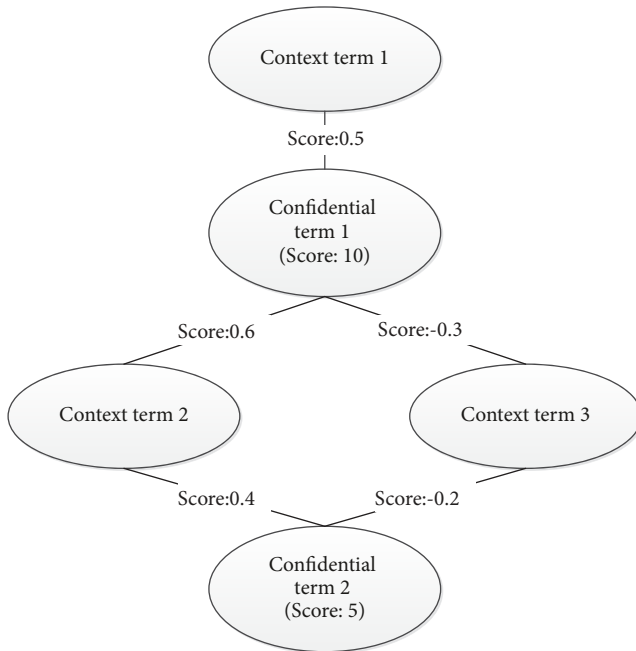 Context term 1
Score:0.5
Confidential
term 1
(Score: 10)
Score:0.6
Score:-0.3
Context term 2
Context term 3
Score:0.4
Score:-0.2
Confidential
term 2
(Score: 5)